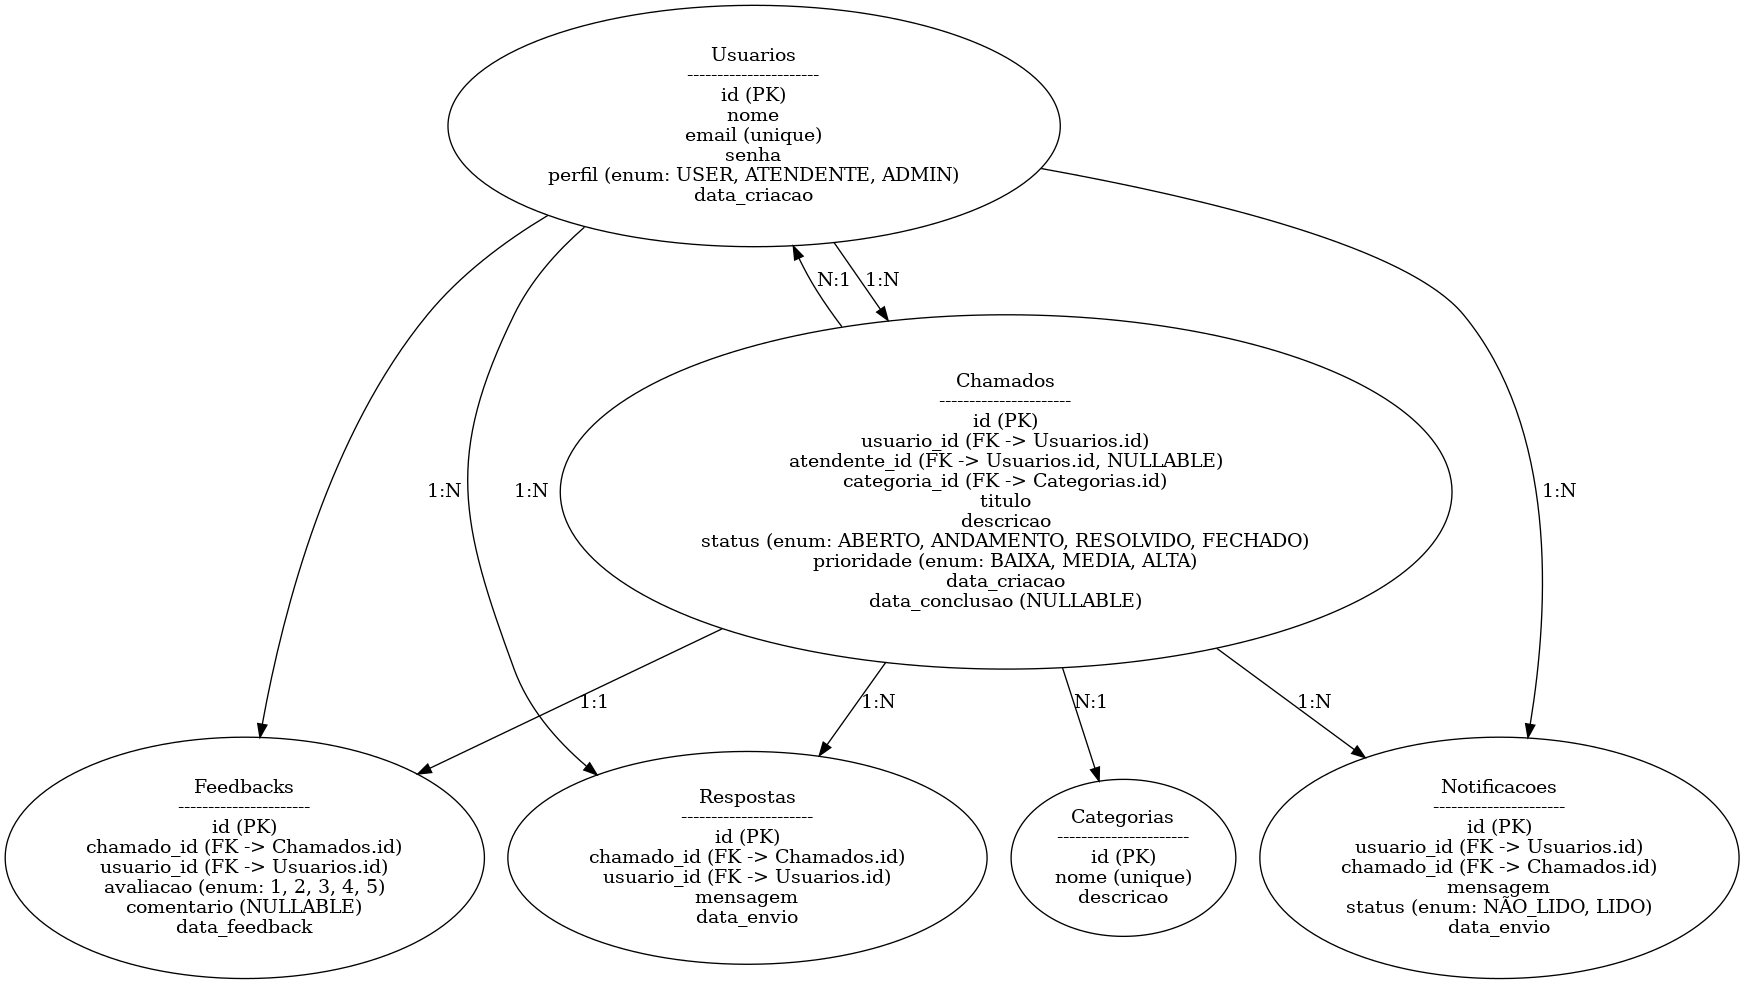 Usuarios
----------------------
id (PK)
nome
email (unique)
senha
perfil (enum: USER, ATENDENTE, ADMIN)
data_criacao
N:1
1:N
Chamados
----------------------
id (PK)
usuario_id (FK -> Usuarios.id)
atendente_id (FK -> Usuarios.id, NULLABLE)
categoria_id (FK -> Categorias.id)
titulo
descricao
status (enum: ABERTO, ANDAMENTO, RESOLVIDO, FECHADO)
prioridade (enum: BAIXA, MEDIA, ALTA)
data_criacao
data_conclusao (NULLABLE)
1:N
1:N
1:N
1:1
1:N
N:1
1:N
Feedbacks
----------------------
id (PK)
chamado_id (FK -> Chamados.id)
usuario_id (FK -> Usuarios.id)
avaliacao (enum: 1, 2, 3, 4, 5)
comentario (NULLABLE)
data_feedback
Respostas
----------------------
id (PK)
chamado_id (FK -> Chamados.id)
usuario_id (FK -> Usuarios.id)
mensagem
data_envio
Categorias
----------------------
id (PK)
nome (unique)
descricao
Notificacoes
----------------------
id (PK)
usuario_id (FK -> Usuarios.id)
chamado_id (FK -> Chamados.id)
mensagem
status (enum: NÃO_LIDO, LIDO)
data_envio